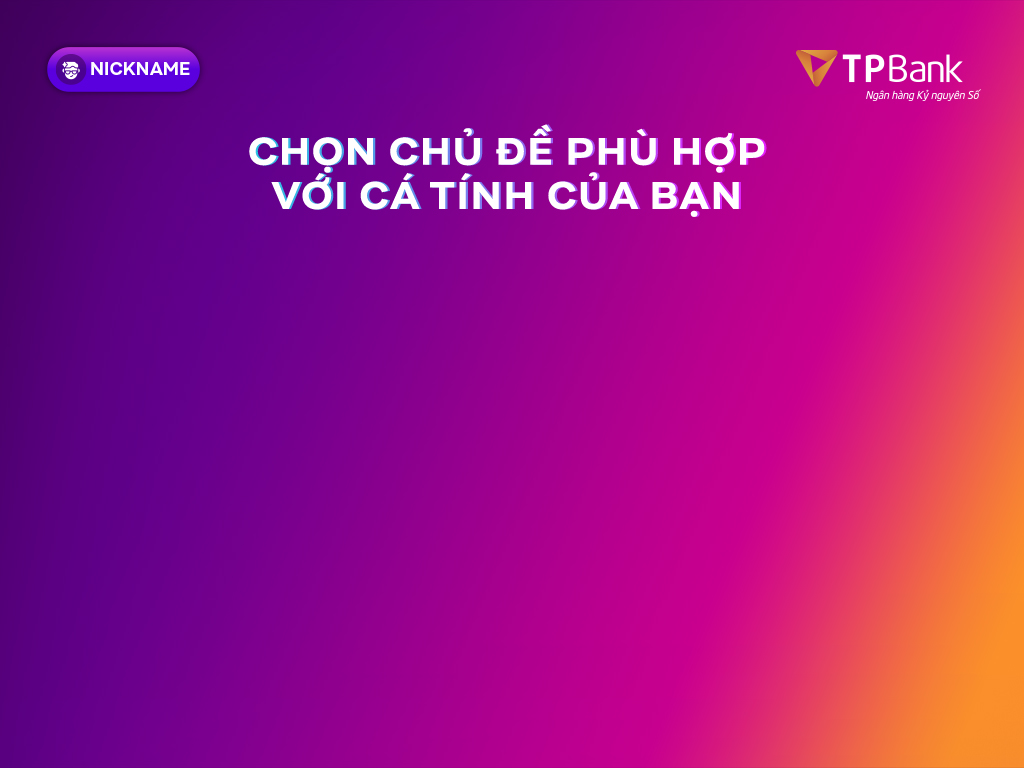 NICKNAME
TPBank
Ngân hàng Kỷ nguyên Số
CHỌN CHỦ ĐỀ PHÙ HỢP
VỚI CÁ TÍNH CỦA BẠN